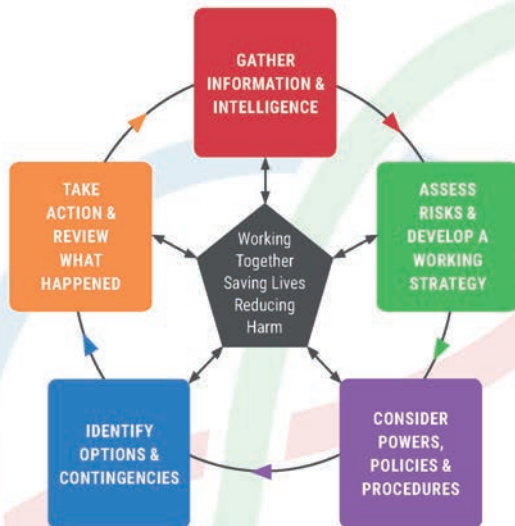 GATHER
INFORMATION &
INTELLIGENCE
ASSESS
RISKS &
DEVELOP A
WORKING
STRATEGY
CONSIDER
POWERS,
POLICIES &
PROCEDURES
IDENTIFY
OPTIONS &
CONTINGENCIES
TAKE
ACTION &
REVIEW
WHAT
HAPPENED
Working
Together
Saving Lives
Reducing
Harm